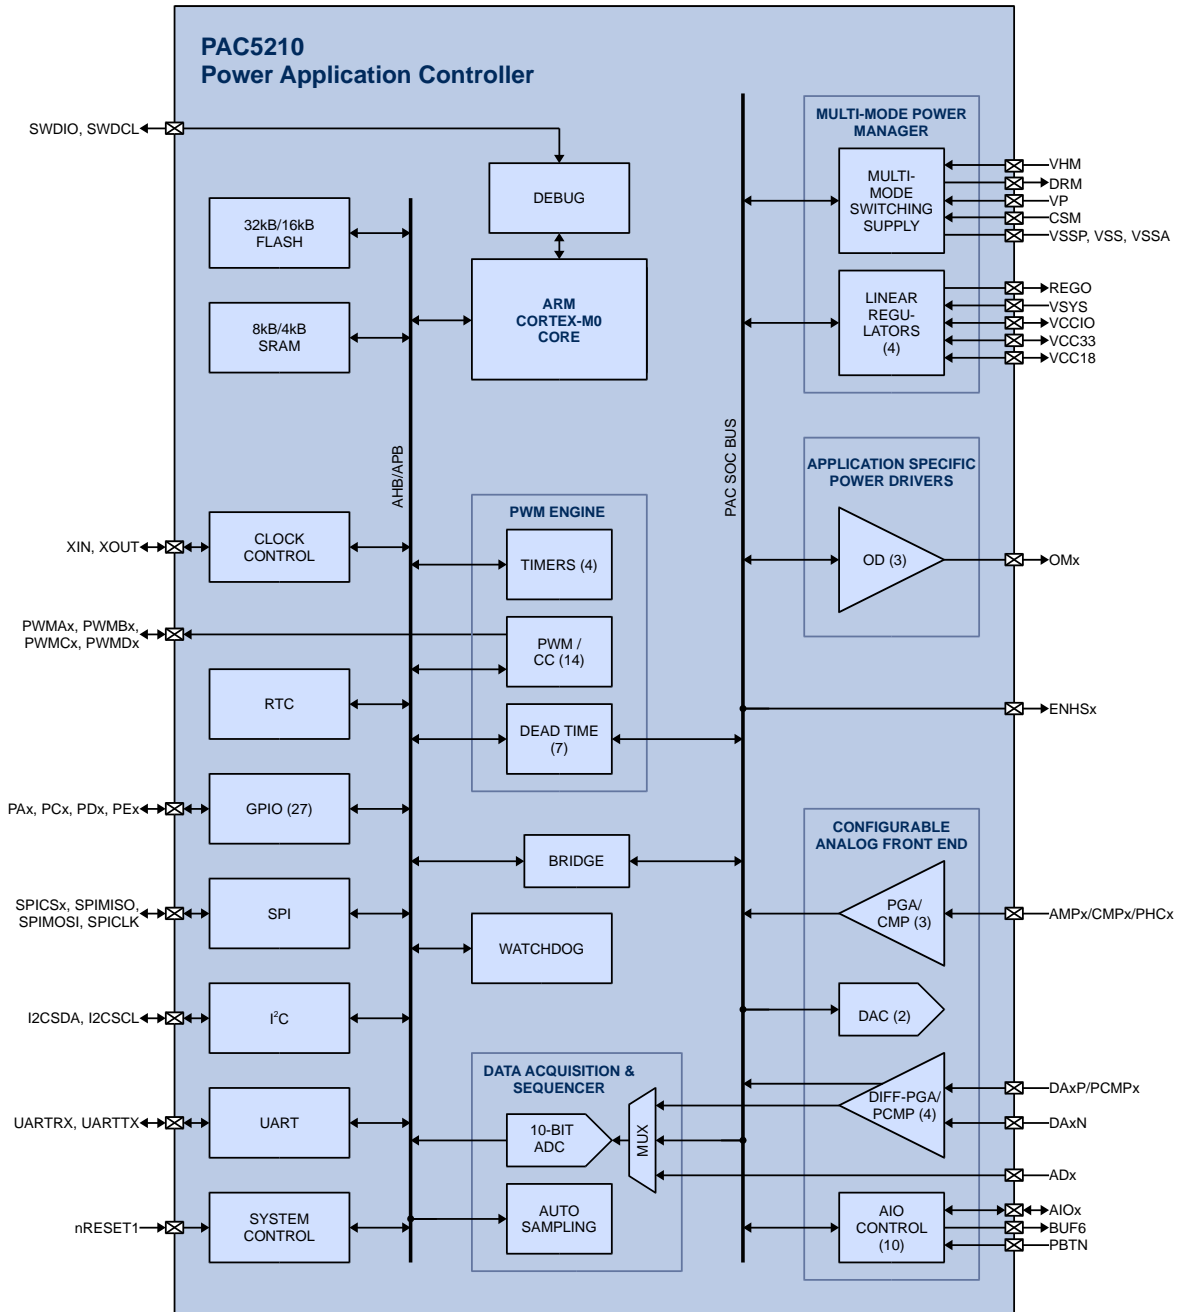 PAC5210
Power Application Controller
SWDIO, SWDCL
DEBUG
32kB/16kB
FLASH
8kB/4kB
SRAM
ARM
CORTEX-M0
CORE
AHB/APB
PAC SOC BUS
MULTI-MODE POWER
MANAGER
MULTI-
MODE
SWITCHING
SUPPLY
VHM
DRM
VP
CSM
VSSP, VSS, VSSA
LINEAR
REGU-
LATORS
(4)
REGO
VSYS
VCCIO
VCC33
VCC18
APPLICATION SPECIFIC
POWER DRIVERS
OD (3)
OMx
XIN, XOUT
CLOCK
CONTROL
PWM ENGINE
TIMERS (4)
PWMAx, PWMBx,
PWMCx, PWMDx
PWM /
CC (14)
RTC
DEAD TIME
(7)
ENHSx
PAx, PCx, PDx, PEx
GPIO (27)
BRIDGE
CONFIGURABLE
ANALOG FRONT END
SPICSx, SPIMISO,
SPIMOSI, SPICLK
SPI
WATCHDOG
PGA/
CMP (3)
AMPx/CMPx/PHCx
I2CSDA, I2CSCL
I²C
DAC (2)
DATA ACQUISITION &
SEQUENCER
UARTRX, UARTTX
UART
10-BIT
ADC
MUX
DIFF-PGA/
PCMP (4)
DAxP/PCMPx
DAxN
ADx
nRESET1
SYSTEM
CONTROL
AUTO
SAMPLING
AIO
CONTROL
(10)
AIOx
BUF6
PBTN